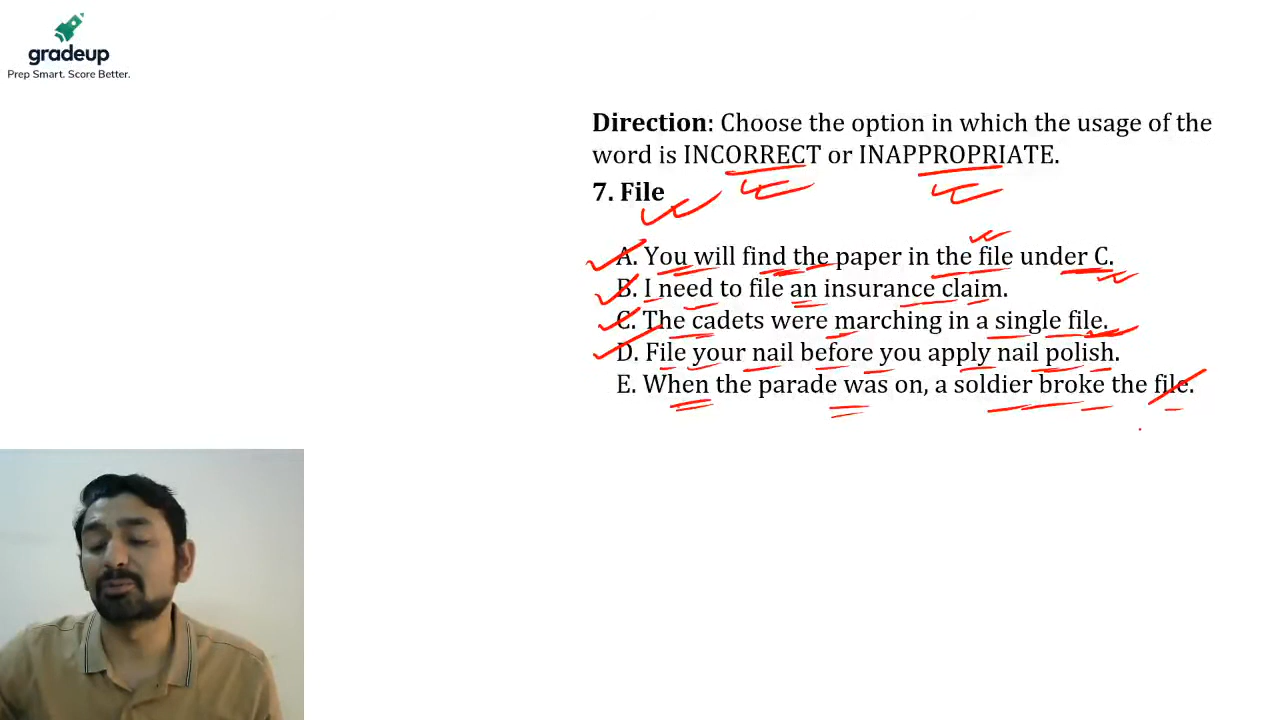 gradeup
Prep Smart. Score Better.
Direction: Choose the option in which the usage of the
word is INCORRECT or INAPPROPRIATE.
7. File
A. You will find the paper in the file under C.
B. I need to file an insurance claim.
C. The cadets were marching in a single file.
D. File your nail before you apply nail polish.
E. When the parade was on, a soldier broke the file.